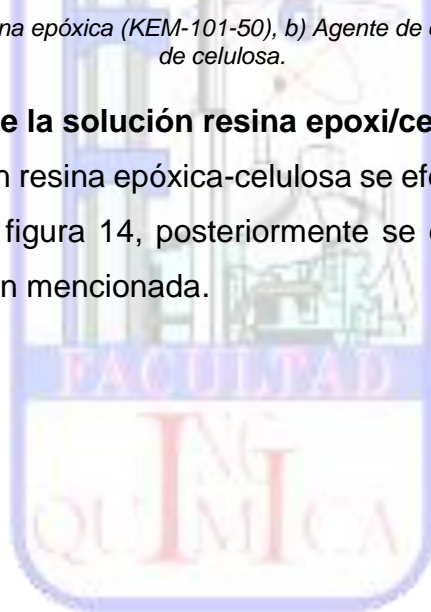 na epóxica (KEM-101-50), b) Agente de
de celulosa.
e la solución resina epoxi/ce
n resina epóxica-celulosa se
figura 14, posteriormente se
n mencionada.
FACULTAD
ING
QUIMICA